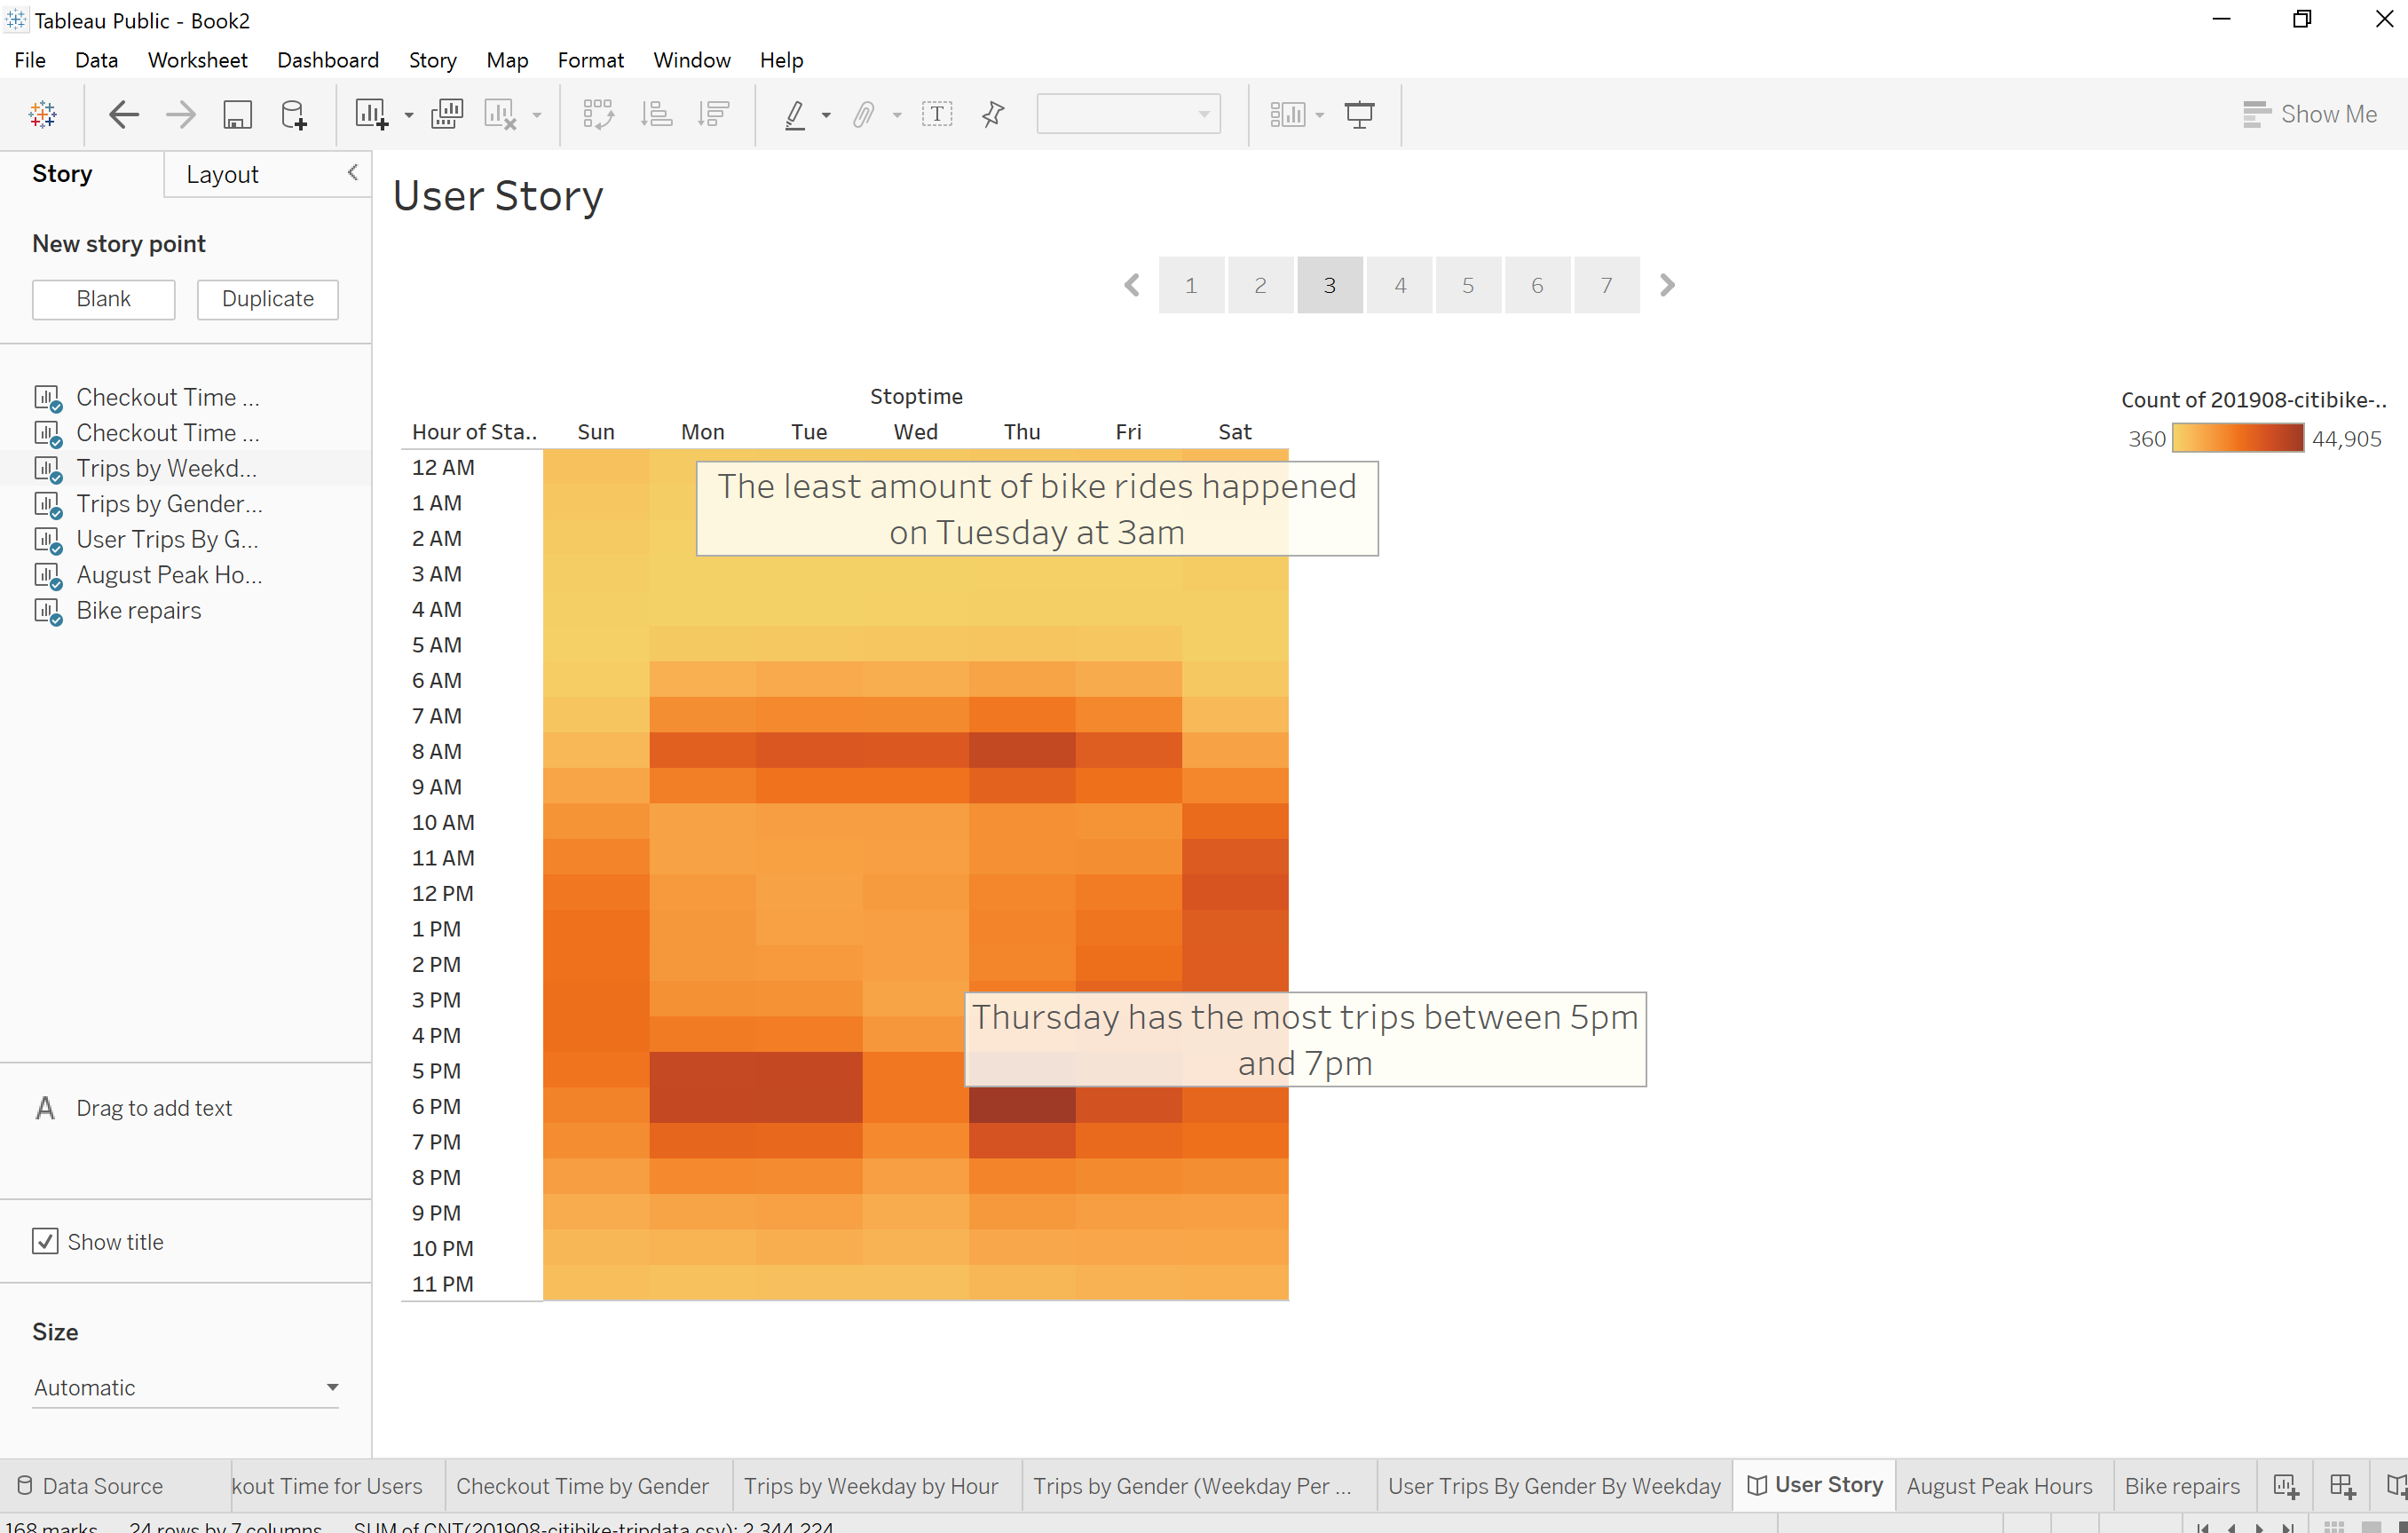 Tableau Public - Book2
File Data Worksheet Dashboard Story Map Format Window Help
Show Me
Story Layout
New story point
Blank Duplicate
Checkout Time ...
Checkout Time ...
Trips by Weekd...
Trips by Gender...
User Trips By G...
August Peak Ho...
Bike repairs
A Drag to add text
Show title
Size
Automatic
User Story
1 2 3 4 5 6 7
Stoptime
Hour of Sta.. Sun Mon Tue Wed Thu Fri Sat
12 AM
1 AM
2 AM
3 AM
4 AM
5 AM
6 AM
7 AM
8 AM
9 AM
10 AM
11 AM
12 PM
1 PM
2 PM
3 PM
4 PM
5 PM
6 PM
7 PM
8 PM
9 PM
10 PM
11 PM
The least amount of bike rides happened
on Tuesday at 3am
Thursday has the most trips between 5pm
and 7pm
Count of 201908-citibike-..
360 44,905
Data Source kout Time for Users Checkout Time by Gender Trips by Weekday by Hour Trips by Gender (Weekday Per ... User Trips By Gender By Weekday User Story August Peak Hours Bike repairs
168 marks 24 rows by 7 columns SUM of CNT(201908-citibike-tripdata.csv): 2,344,224